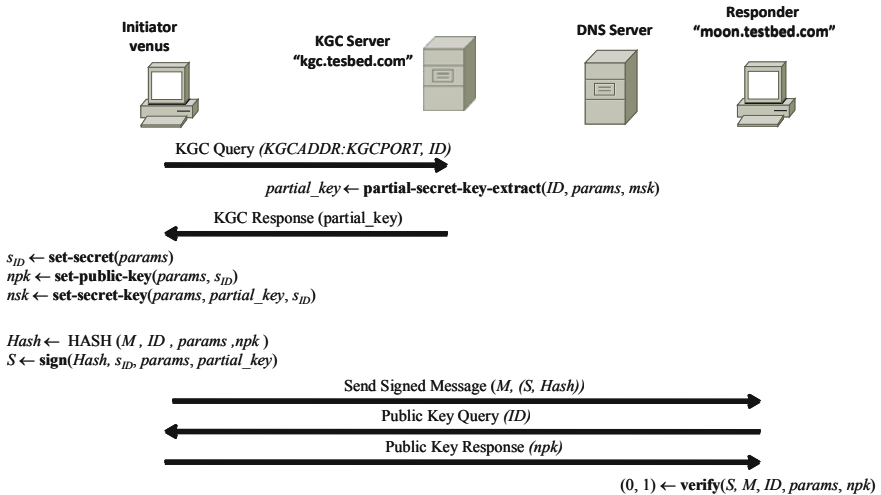 Initiator
venus
KGC Server
“kgc.tesbed.com”
DNS Server
Responder
“moon.testbed.com”
KGC Query (KGCADDR:KGCPORT, ID)
partial_key ← partial-secret-key-extract(ID, params, msk)
KGC Response (partial_key)
sID ← set-secret(params)
npk ← set-public-key(params, sID)
nsk ← set-secret-key(params, partial_key, sID)
Hash ← HASH (M , ID , params ,npk )
S ← sign(Hash, sID, params, partial_key)
Send Signed Message (M, (S, Hash))
Public Key Query (ID)
Public Key Response (npk)
(0, 1) ← verify(S, M, ID, params, npk)